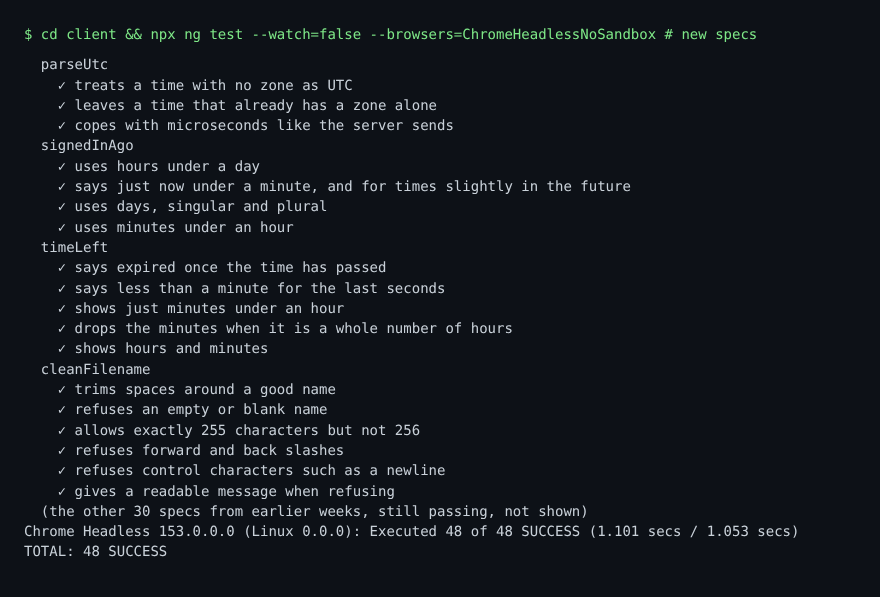 $ cd client && npx ng test --watch=false --browsers=ChromeHeadlessNoSandbox # new specs
parseUtc
✓ treats a time with no zone as UTC
✓ leaves a time that already has a zone alone
✓ copes with microseconds like the server sends
signedInAgo
✓ uses hours under a day
✓ says just now under a minute, and for times slightly in the future
✓ uses days, singular and plural
✓ uses minutes under an hour
timeLeft
✓ says expired once the time has passed
✓ says less than a minute for the last seconds
✓ shows just minutes under an hour
✓ drops the minutes when it is a whole number of hours
✓ shows hours and minutes
cleanFilename
✓ trims spaces around a good name
✓ refuses an empty or blank name
✓ allows exactly 255 characters but not 256
✓ refuses forward and back slashes
✓ refuses control characters such as a newline
✓ gives a readable message when refusing
(the other 30 specs from earlier weeks, still passing, not shown)
Chrome Headless 153.0.0.0 (Linux 0.0.0): Executed 48 of 48 SUCCESS (1.101 secs / 1.053 secs)
TOTAL: 48 SUCCESS